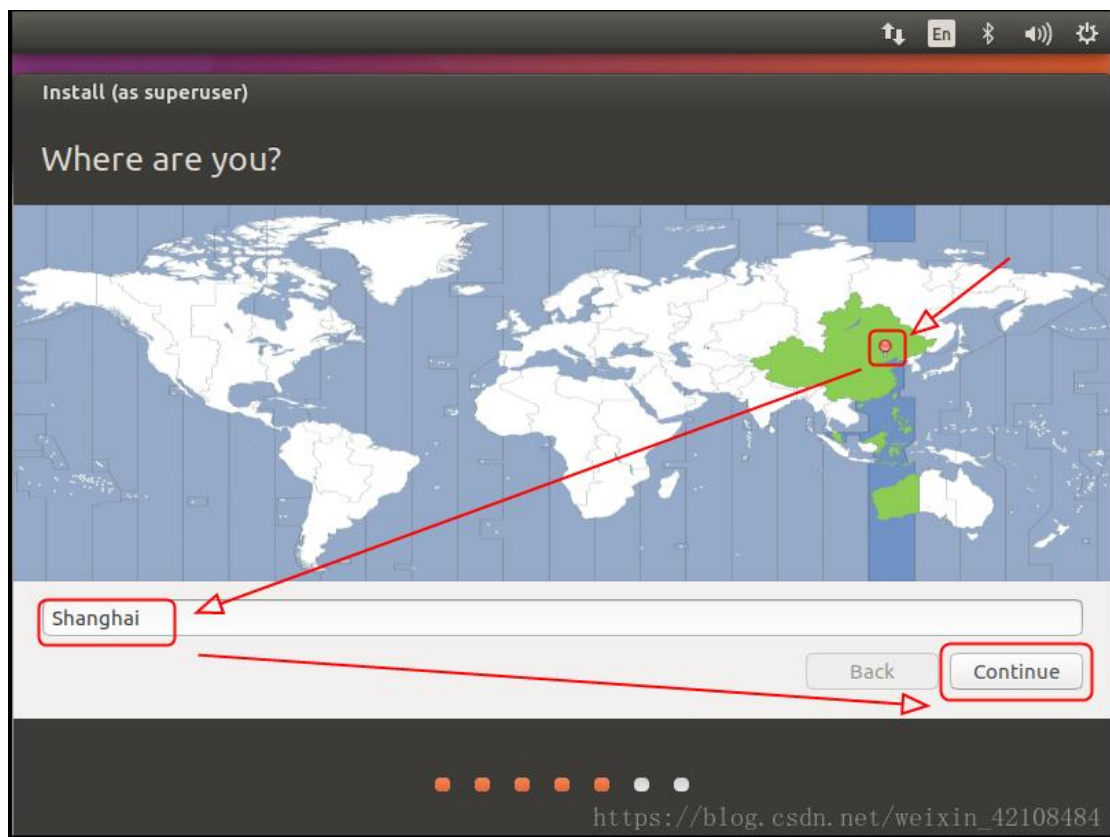 En
Install (as superuser)
Where are you?
Shanghai
Back Continue
https://blog.csdn.net/weixin_42108484